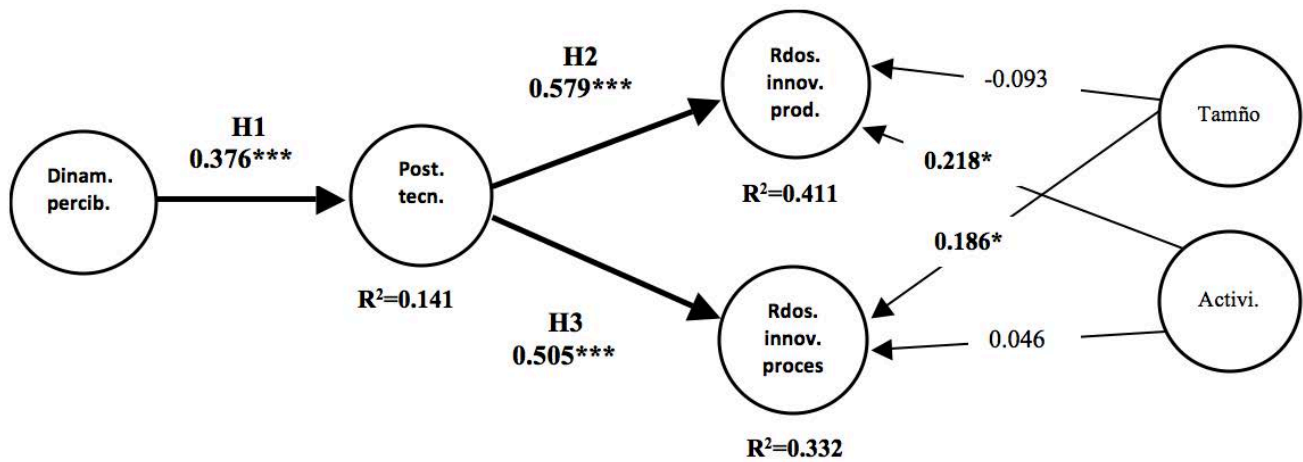 Dinam.
percib.
H1
0.376***
Post.
tecn.
R²=0.141
H2
0.579***
H3
0.505***
Rdos.
innov.
prod.
R²=0.411
Rdos.
innov.
proces
R²=0.332
-0.093
0.218*
0.186*
0.046
Tamño
Activi.